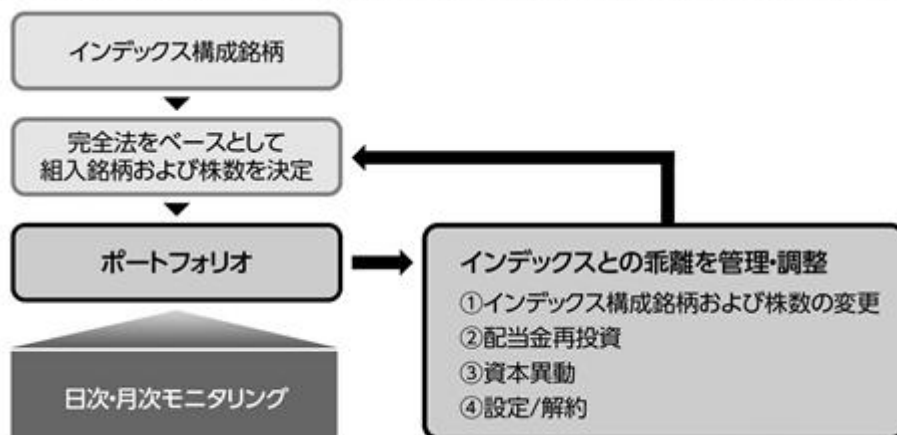 インデックス構成銘柄
完全法をベースとして
組入銘柄および株数を決定
ポートフォリオ
日次・月次モニタリング
インデックスとの乖離を管理・調整
①インデックス構成銘柄および株数の変更
②配当金再投資
③資本異動
④設定/解約